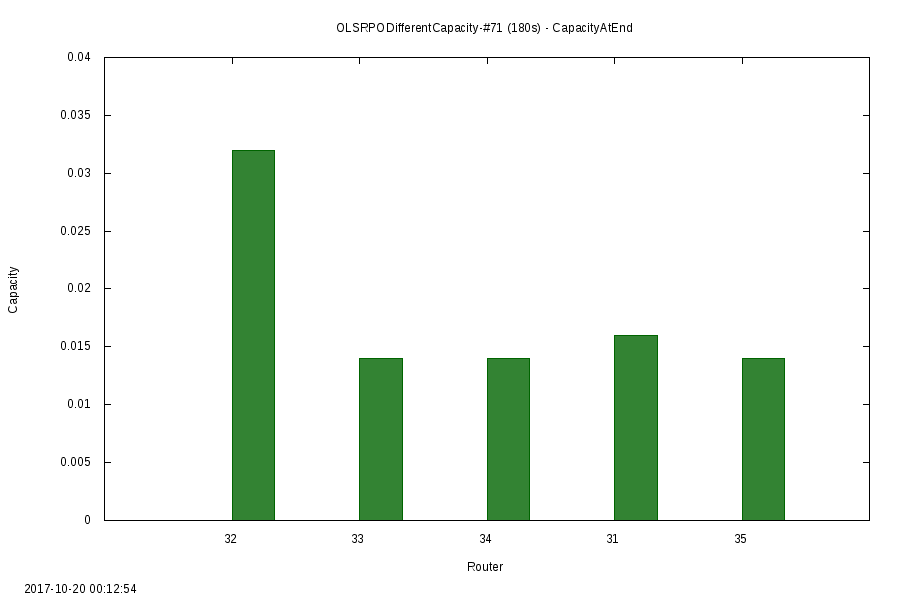 OLSRPODifferentCapacity-#71 (180s) - CapacityAtEnd
0.04
0.035
0.03
0.025
0.02
0.015
0.01
0.005
0
Capacity
32 33 34 31 35
Router
2017-10-20 00:12:54